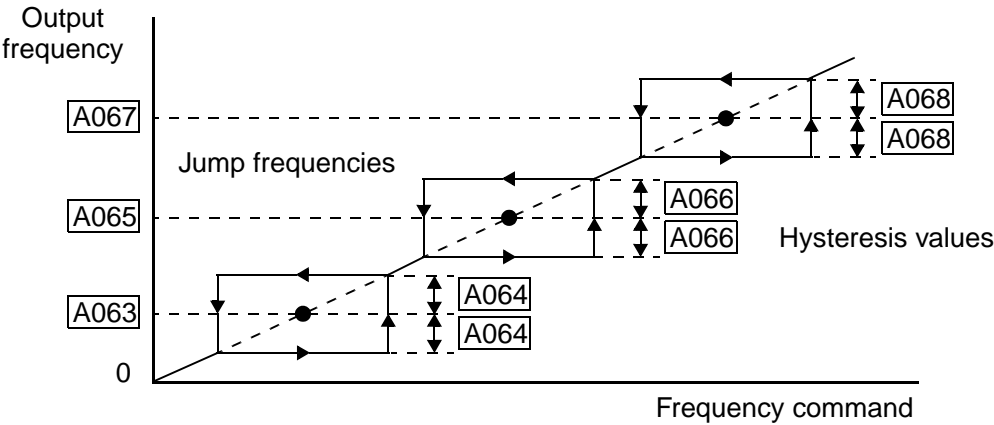 Output
frequency
A067
A068
A068
Jump frequencies
A065
A066
A066
Hysteresis values
A063
A064
A064
0
Frequency command